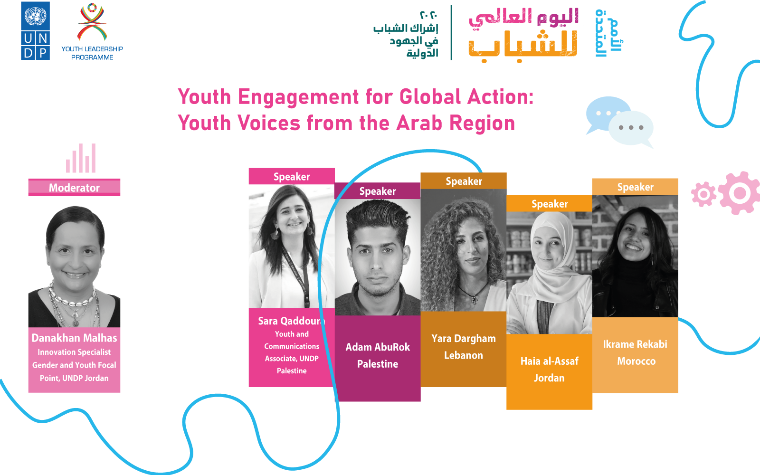 U N
D P
YOUTH LEADERSHIP
PROGRAMME
٢٠٢٠
إشراك الشباب
في الجهود
الدولية
اليوم العالمي
للشباب
الأمم
المتحدة
Youth Engagement for Global Action:
Youth Voices from the Arab Region
Moderator
Danakhan Malhas
Innovation Specialist
Gender and Youth Focal
Point, UNDP Jordan
Speaker
Sara Qaddoura
Youth and
Communications
Associate, UNDP
Palestine
Speaker
Adam AbuRok
Palestine
Speaker
Yara Dargham
Lebanon
Speaker
Haia al-Assaf
Jordan
Speaker
Ikrame Rekabi
Morocco